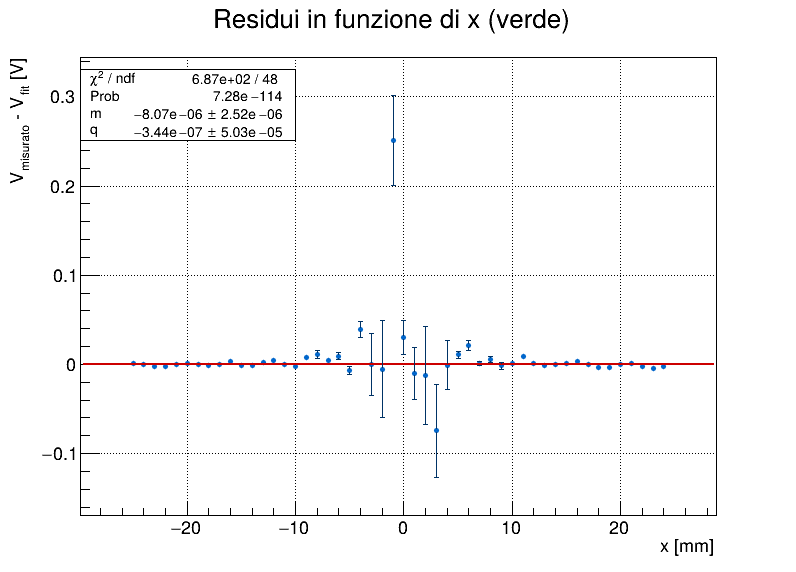 Residui in funzione di x (verde)
V_misurato - V_fit [V]
χ² / ndf 6.87e+02 / 48
Prob 7.28e−114
m −8.07e−06 ± 2.52e−06
q −3.44e−07 ± 5.03e−05
0.3
0.2
0.1
0
−0.1
−20 −10 0 10 20
x [mm]